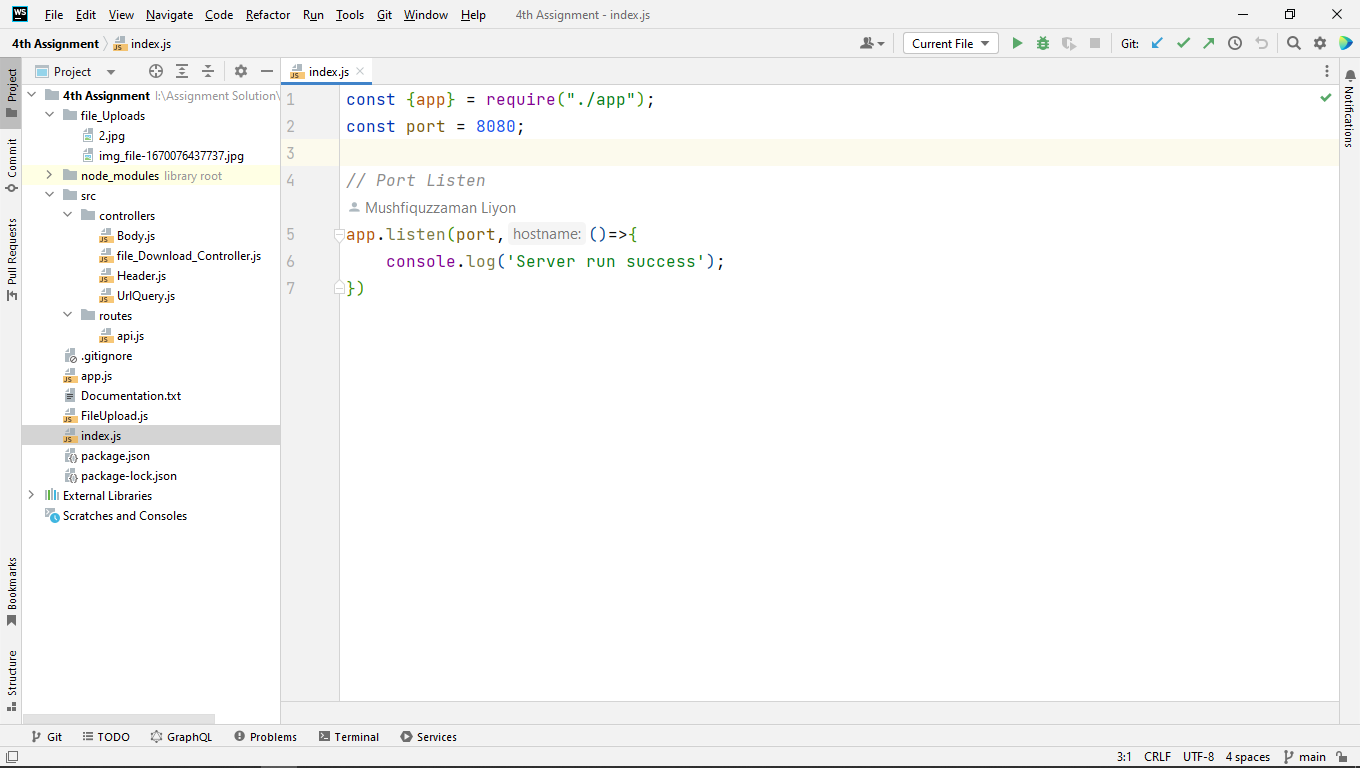 WS File Edit View Navigate Code Refactor Run Tools Git Window Help 4th Assignment - index.js
4th Assignment index.js Current File Git:
Project index.js
Project
Commit
Pull Requests
Bookmarks
Structure
Notifications
4th Assignment I:\Assignment Solution\
file_Uploads
2.jpg
img_file-1670076437737.jpg
node_modules library root
src
controllers
Body.js
file_Download_Controller.js
Header.js
UrlQuery.js
routes
api.js
.gitignore
app.js
Documentation.txt
FileUpload.js
index.js
package.json
package-lock.json
External Libraries
Scratches and Consoles
1 const {app} = require("./app");
2 const port = 8080;
3
4 // Port Listen
Mushfiquzzaman Liyon
5 app.listen(port, hostname: ()=>{
6 console.log('Server run success');
7 })
Git TODO GraphQL Problems Terminal Services
3:1 CRLF UTF-8 4 spaces main